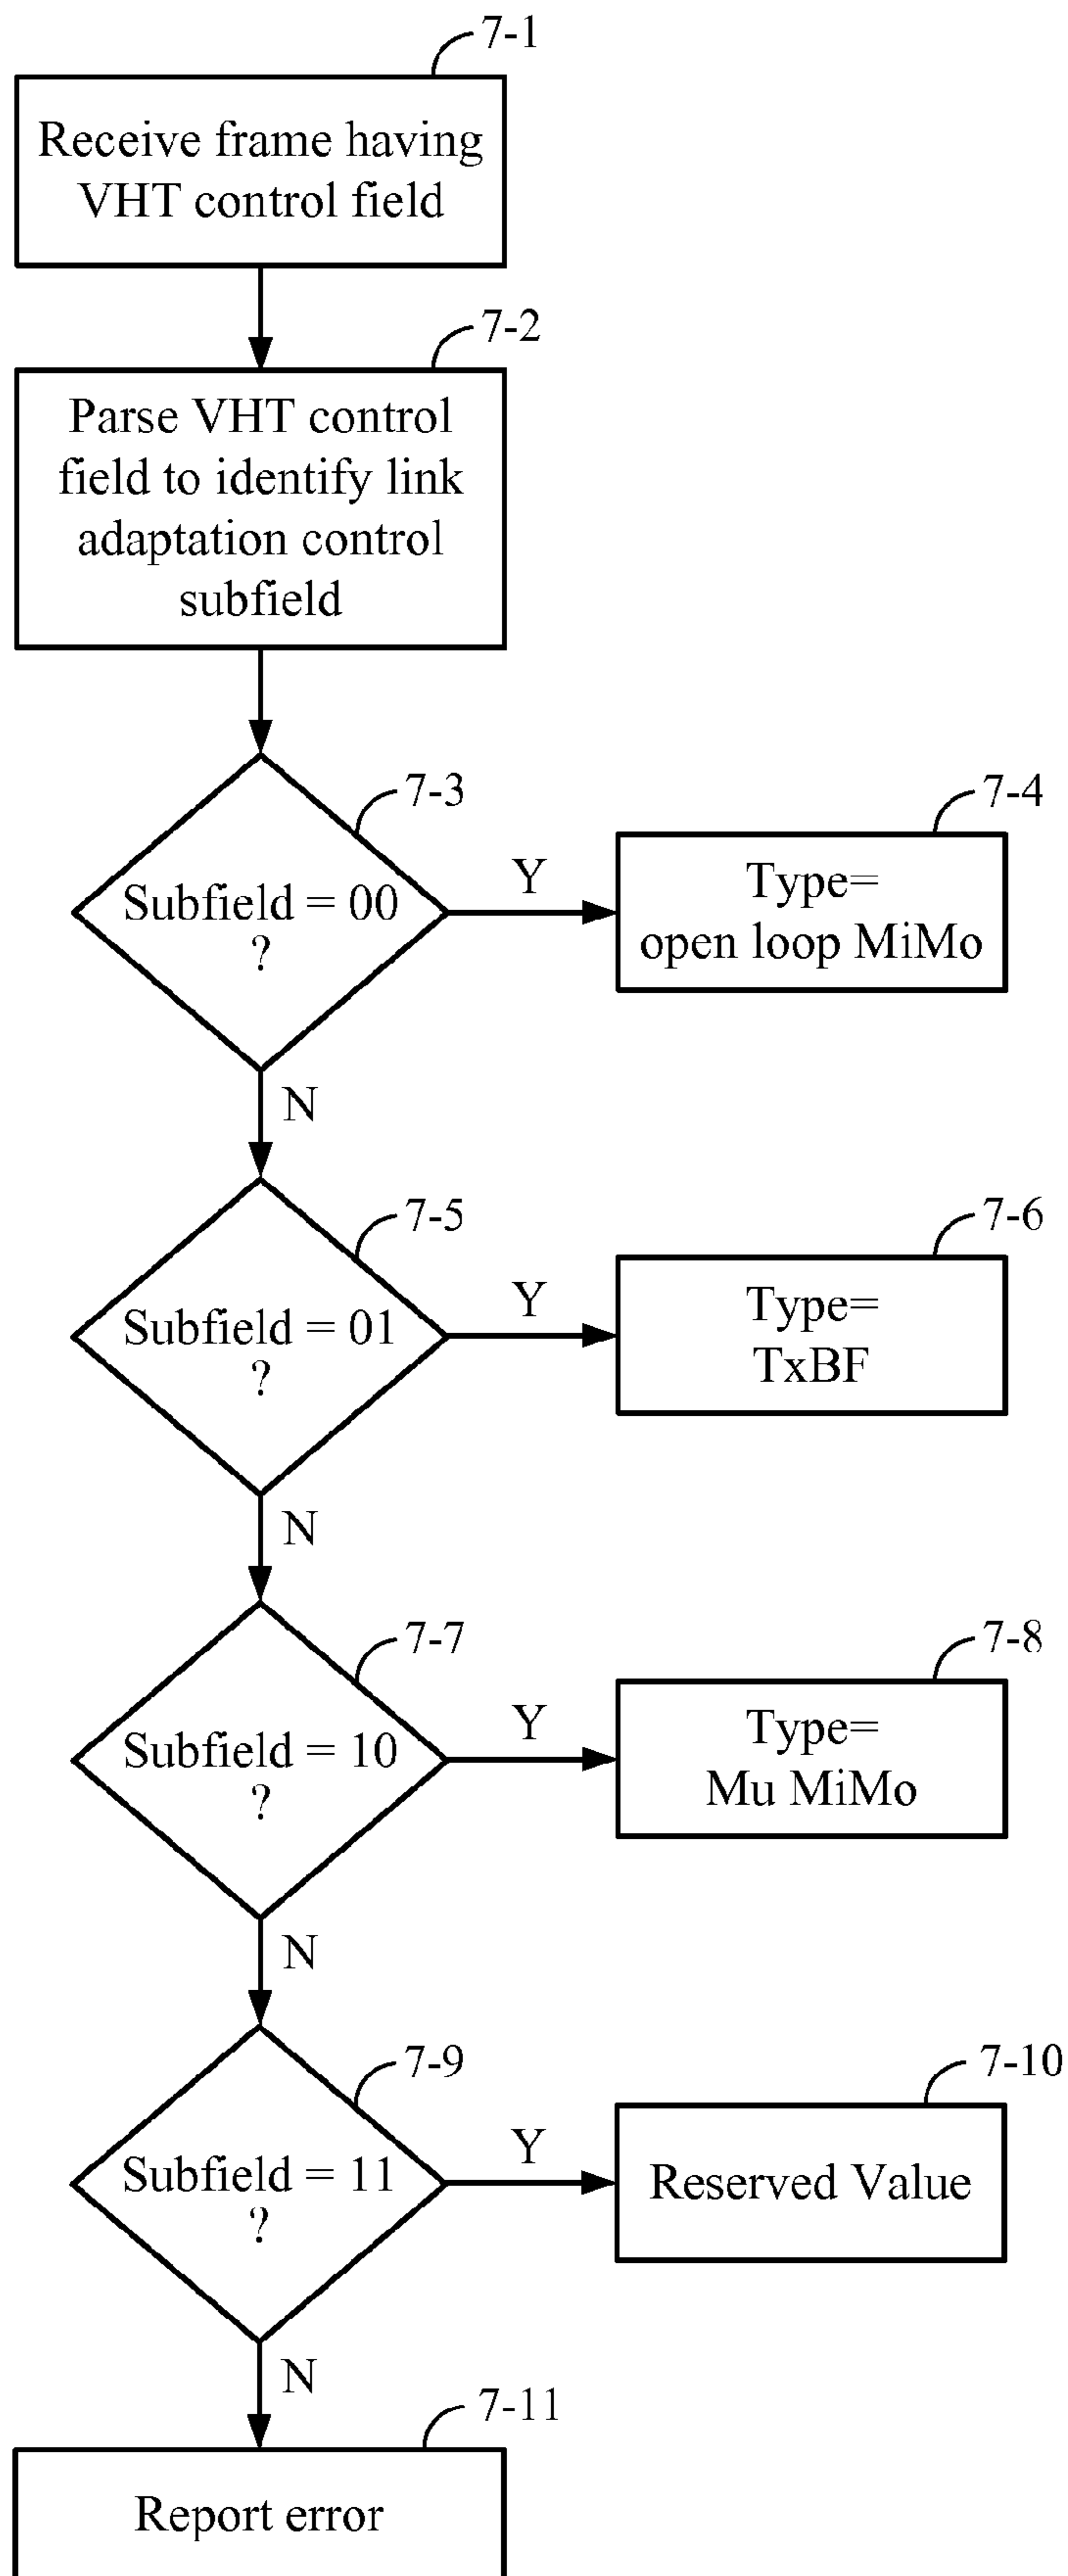 7-1
Receive frame having
VHT control field
7-2
Parse VHT control
field to identify link
adaptation control
subfield
7-3
Subfield = 00
?
Y
7-4
Type=
open loop MiMo
N
7-5
Subfield = 01
?
Y
7-6
Type=
TxBF
N
7-7
Subfield = 10
?
Y
7-8
Type=
Mu MiMo
N
7-9
Subfield = 11
?
Y
7-10
Reserved Value
N
7-11
Report error